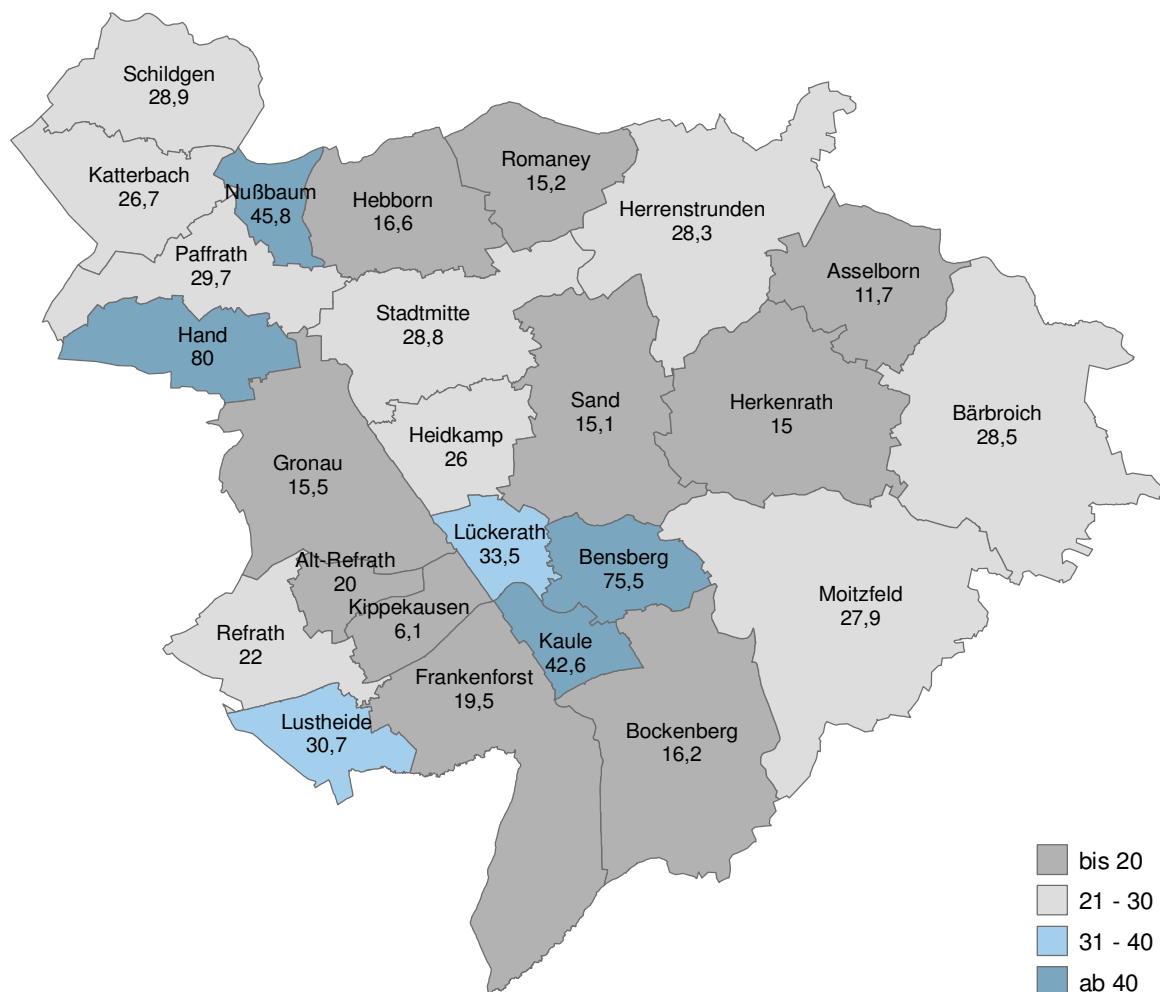 Schildgen
28,9
Katterbach
26,7
Nußbaum
45,8
Hebborn
16,6
Romaney
15,2
Herrenstrunden
28,3
Paffrath
29,7
Asselborn
11,7
Stadtmitte
28,8
Hand
80
Sand
15,1
Herkenrath
15
Bärbroich
28,5
Heidkamp
26
Gronau
15,5
Lückerath
33,5
Bensberg
75,5
Alt-Refrath
20
Kippekausen
6,1
Moitzfeld
27,9
Refrath
22
Kaule
42,6
Frankenforst
19,5
Lustheide
30,7
Bockenberg
16,2
bis 20
21 - 30
31 - 40
ab 40